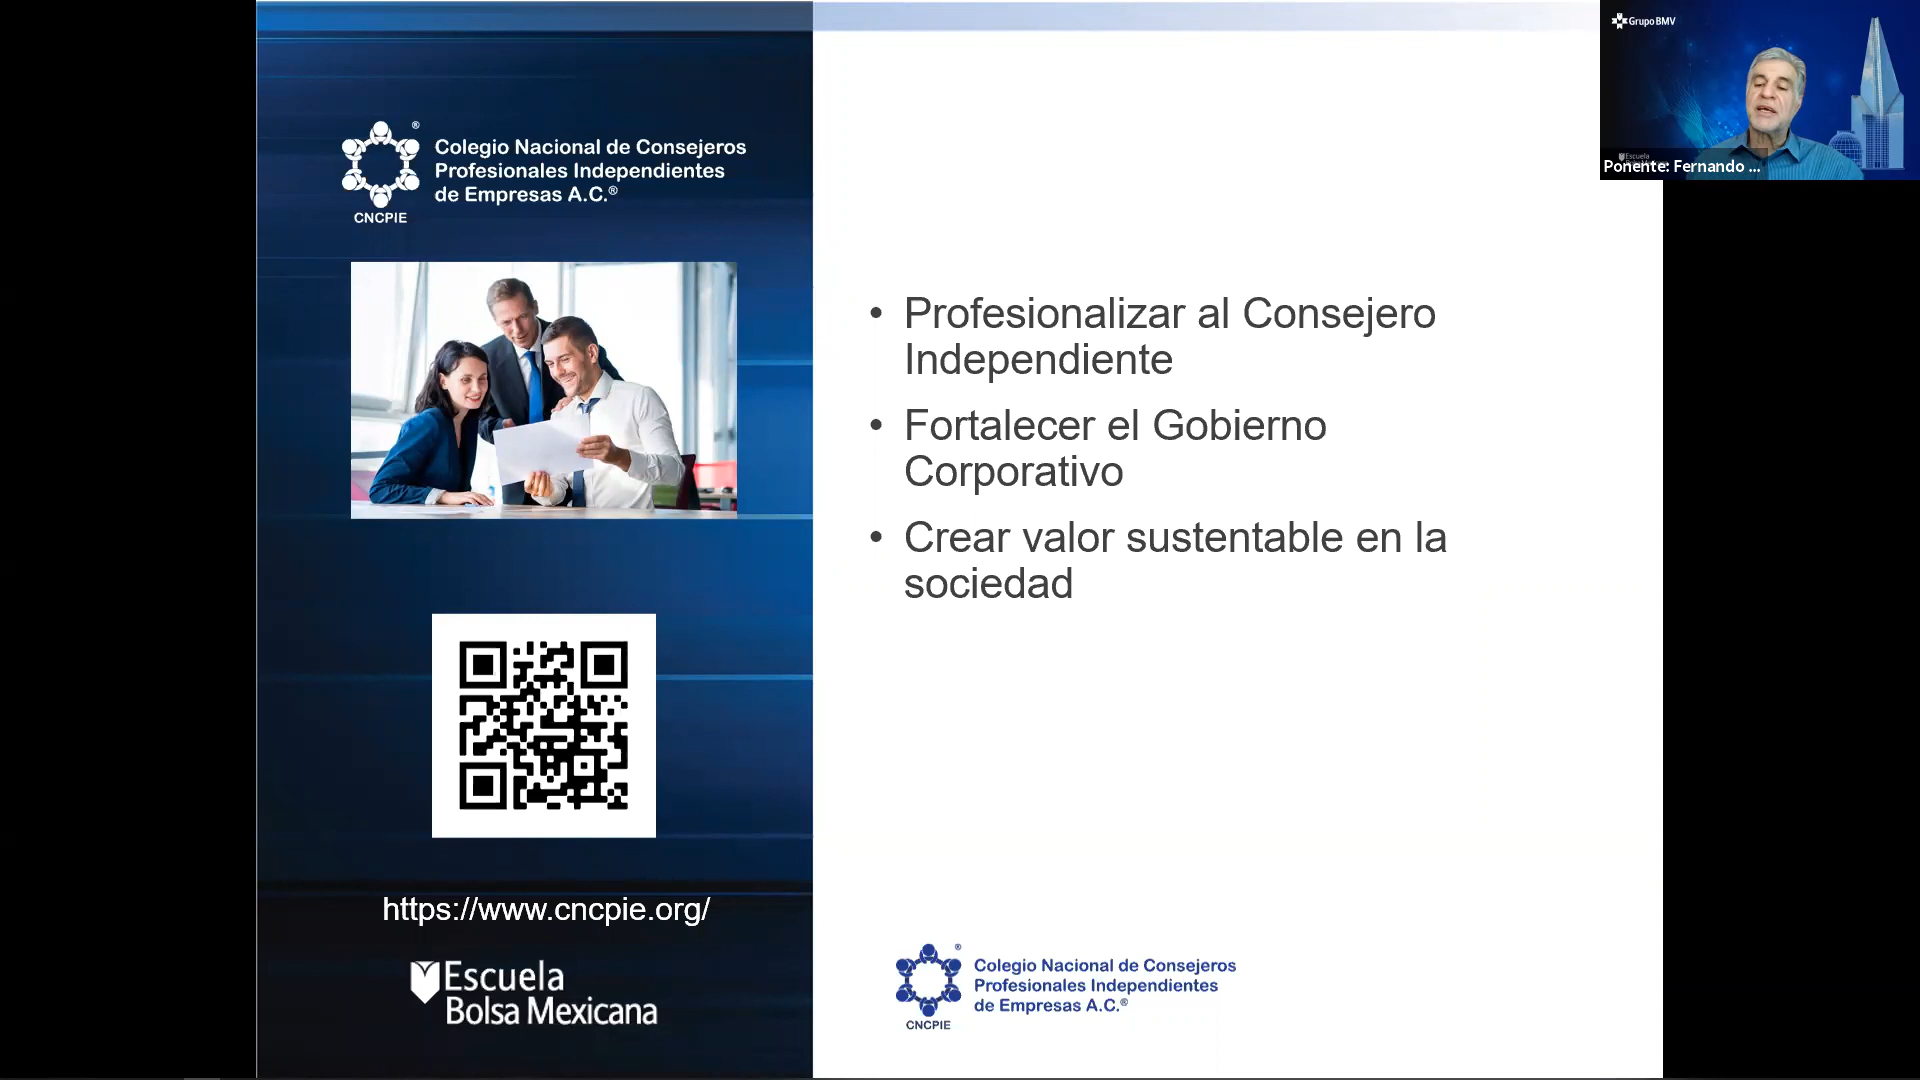 Colegio Nacional de Consejeros
Profesionales Independientes
de Empresas A.C.®
®
CNCPIE
https://www.cncpie.org/
Escuela
Bolsa Mexicana
• Profesionalizar al Consejero
Independiente
• Fortalecer el Gobierno
Corporativo
• Crear valor sustentable en la
sociedad
®
Colegio Nacional de Consejeros
Profesionales Independientes
de Empresas A.C.®
CNCPIE
Grupo BMV
Escuela
Ponente: Fernando ...